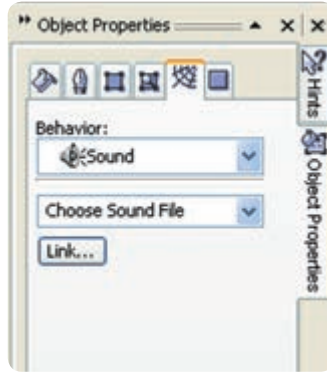 Object Properties
Behavior:
Sound
Choose Sound File
Link...
Hints
Object Properties